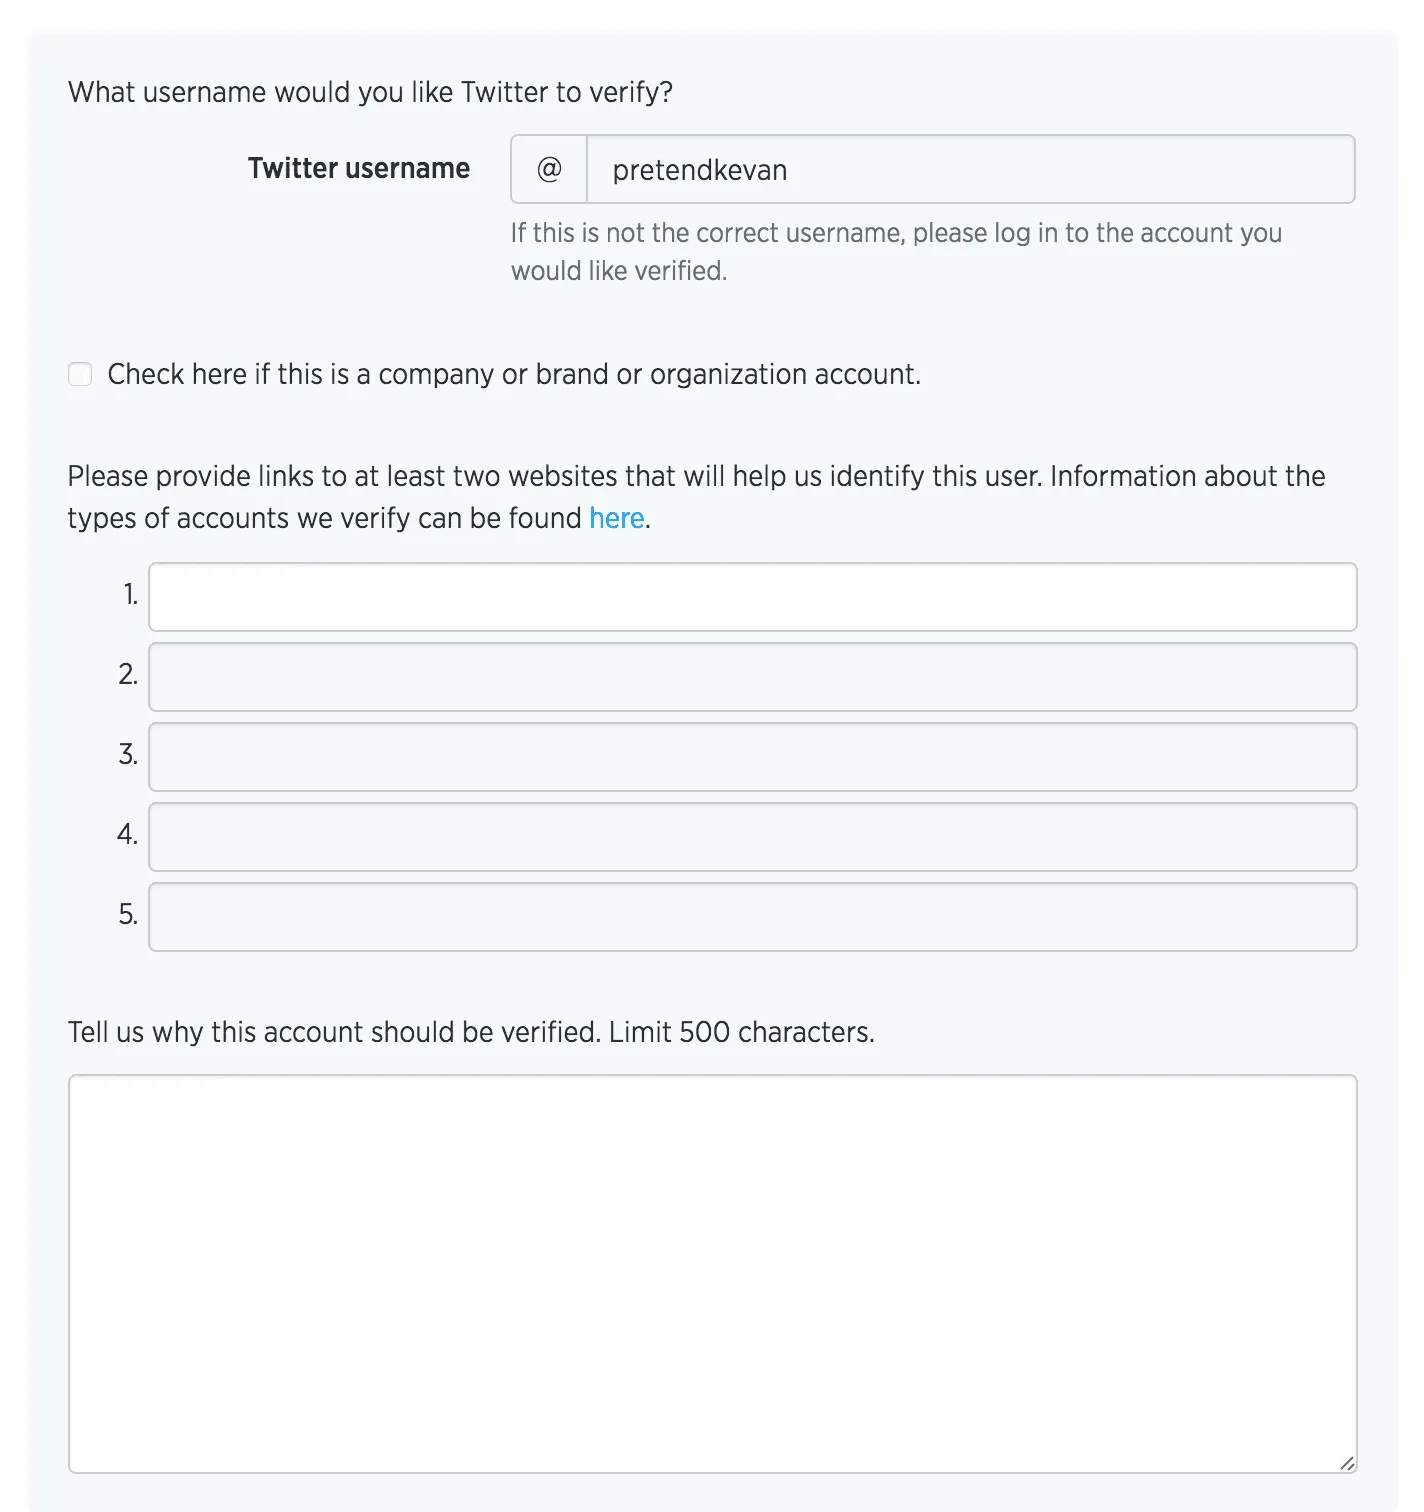 What username would you like Twitter to verify?
Twitter username @ pretendkevan
If this is not the correct username, please log in to the account you
would like verified.
Check here if this is a company or brand or organization account.
Please provide links to at least two websites that will help us identify this user. Information about the
types of accounts we verify can be found here.
1.
2.
3.
4.
5.
Tell us why this account should be verified. Limit 500 characters.